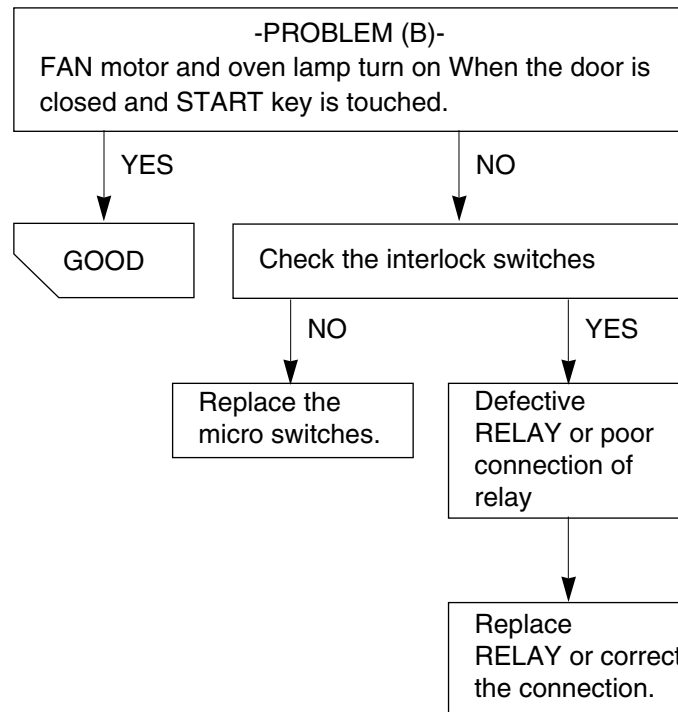 -PROBLEM (B)-
FAN motor and oven lamp turn on When the door is
closed and START key is touched.
YES
NO
GOOD
Check the interlock switches
NO
YES
Replace the
micro switches.
Defective
RELAY or poor
connection of
relay
Replace
RELAY or correct
the connection.